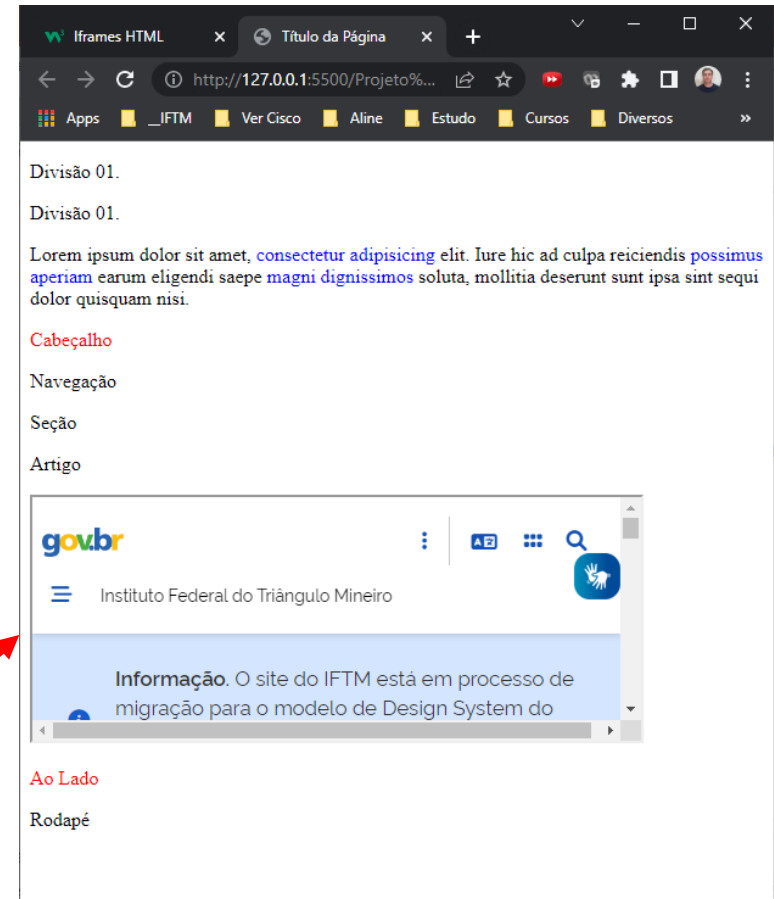 Iframes HTML
Título da Página
http://127.0.0.1:5500/Projeto%...
Apps
__IFTM
Ver Cisco
Aline
Estudo
Cursos
Diversos
»
Divisão 01.
Divisão 01.
Lorem ipsum dolor sit amet, consectetur adipisicing elit. Iure hic ad culpa reiciendis possimus
aperiam earum eligendi saepe magni dignissimos soluta, mollitia deserunt sunt ipsa sint sequi
dolor quisquam nisi.
Cabeçalho
Navegação
Seção
Artigo
gov.br
Instituto Federal do Triângulo Mineiro
Informação. O site do IFTM está em processo de
migração para o modelo de Design System do
Ao Lado
Rodapé